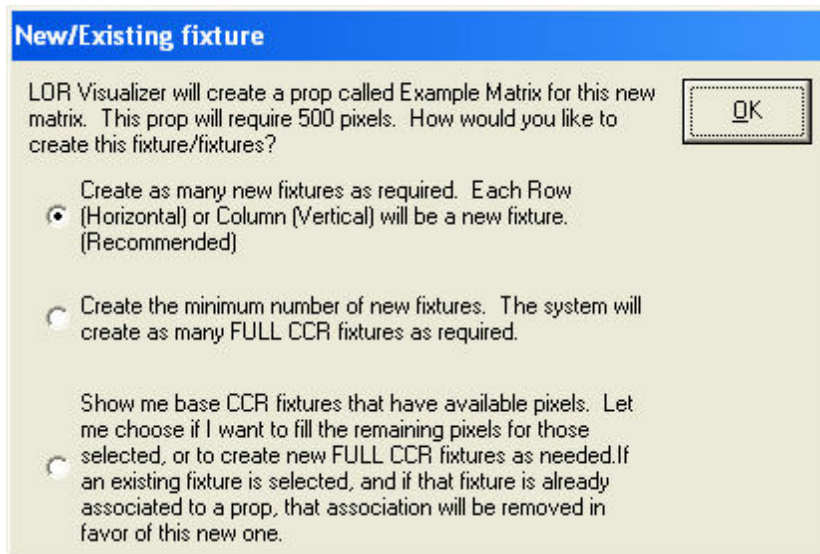 New/Existing fixture
LOR Visualizer will create a prop called Example Matrix for this new
matrix.  This prop will require 500 pixels.  How would you like to
create this fixture/fixtures?
OK
Create as many new fixtures as required.  Each Row
(Horizontal) or Column (Vertical) will be a new fixture.
(Recommended)
Create the minimum number of new fixtures.  The system will
create as many FULL CCR fixtures as required.
Show me base CCR fixtures that have available pixels.  Let
me choose if I want to fill the remaining pixels for those
selected, or to create new FULL CCR fixtures as needed.If
an existing fixture is selected, and if that fixture is already
associated to a prop, that association will be removed in
favor of this new one.